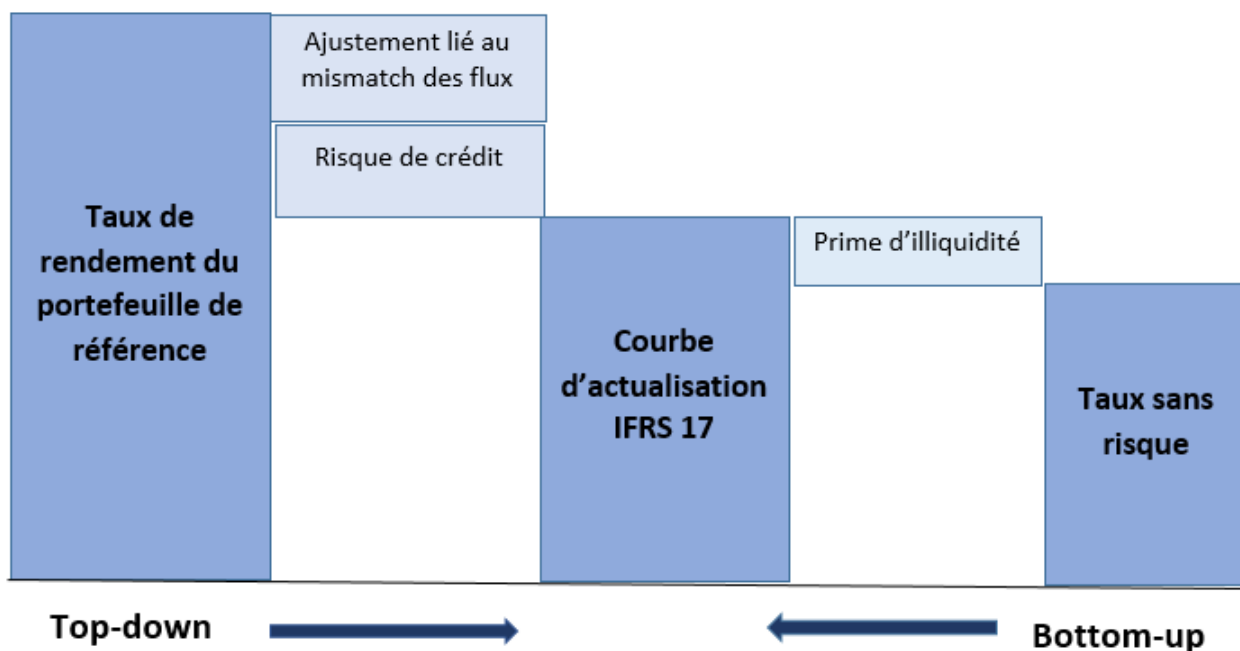 Ajustement lié au
mismatch des flux
Risque de crédit
Taux de
rendement du
portefeuille de
référence
Prime d’illiquidité
Courbe
d’actualisation
IFRS 17
Taux sans
risque
Top-down
Bottom-up